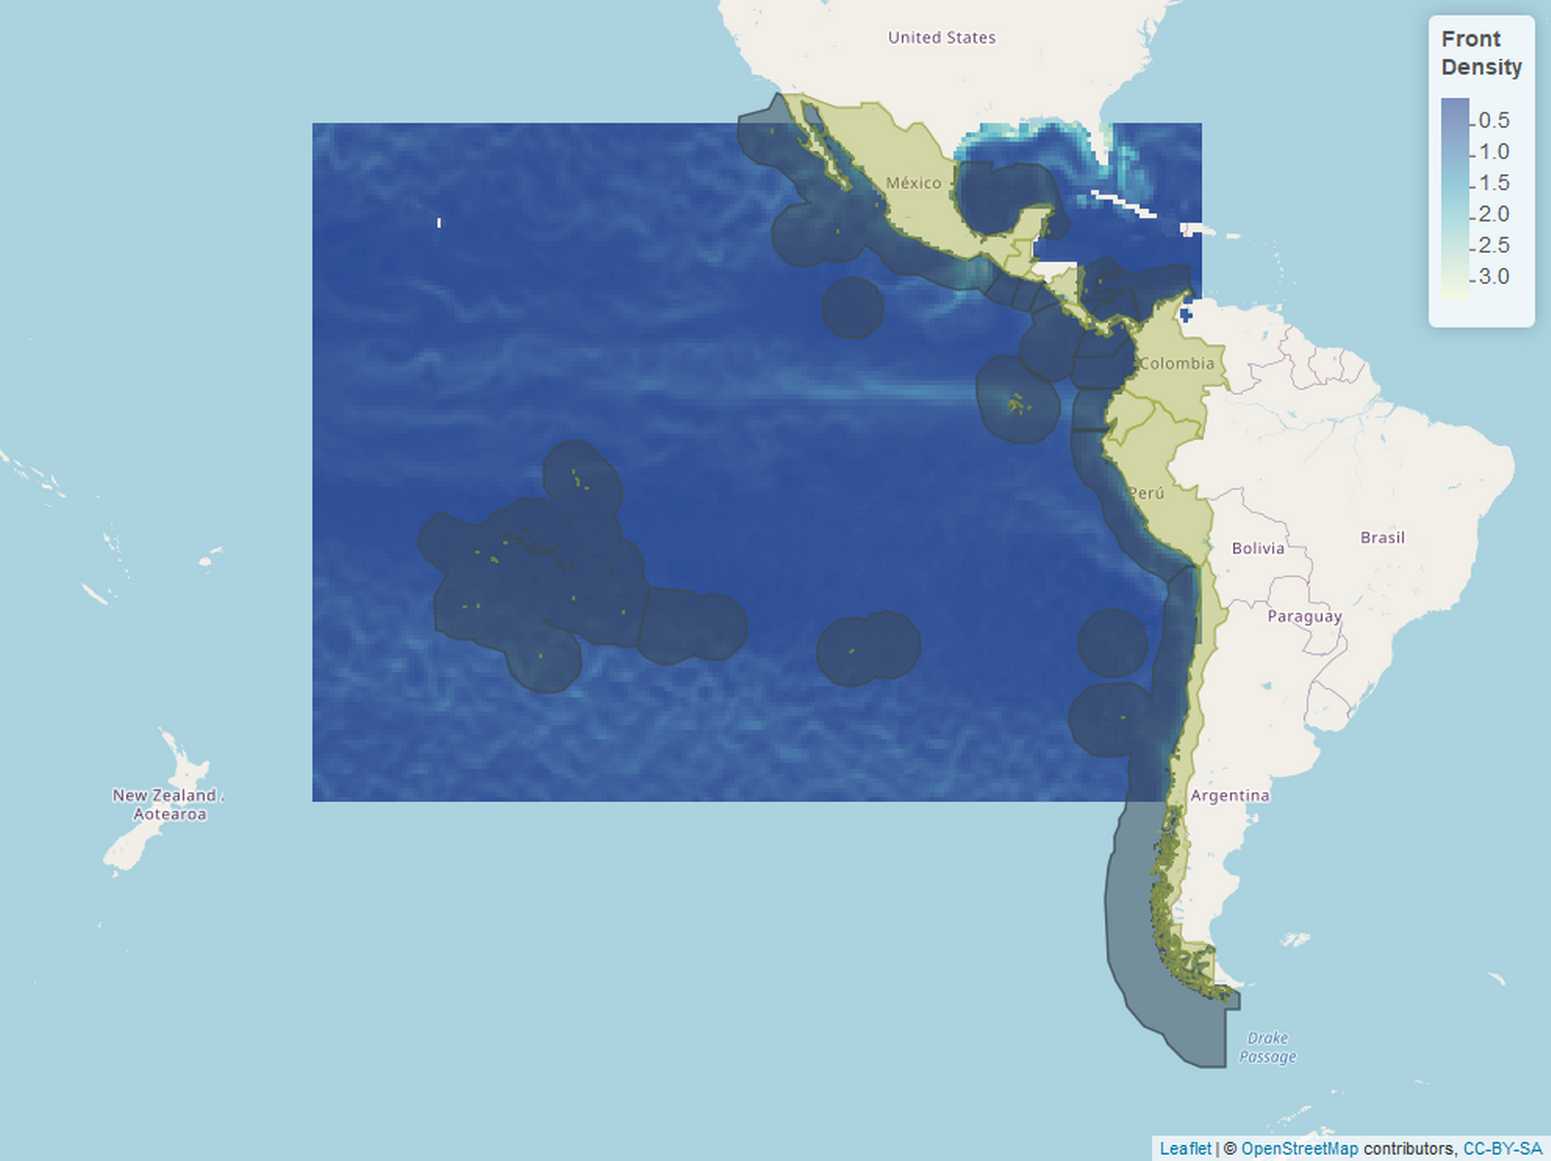 United States
Front
Density
0.5
1.0
1.5
2.0
2.5
3.0
México
Colombia
Perú
Bolivia
Brasil
Paraguay
New Zealand /
Aotearoa
Argentina
Drake
Passage
Leaflet | © OpenStreetMap contributors, CC-BY-SA